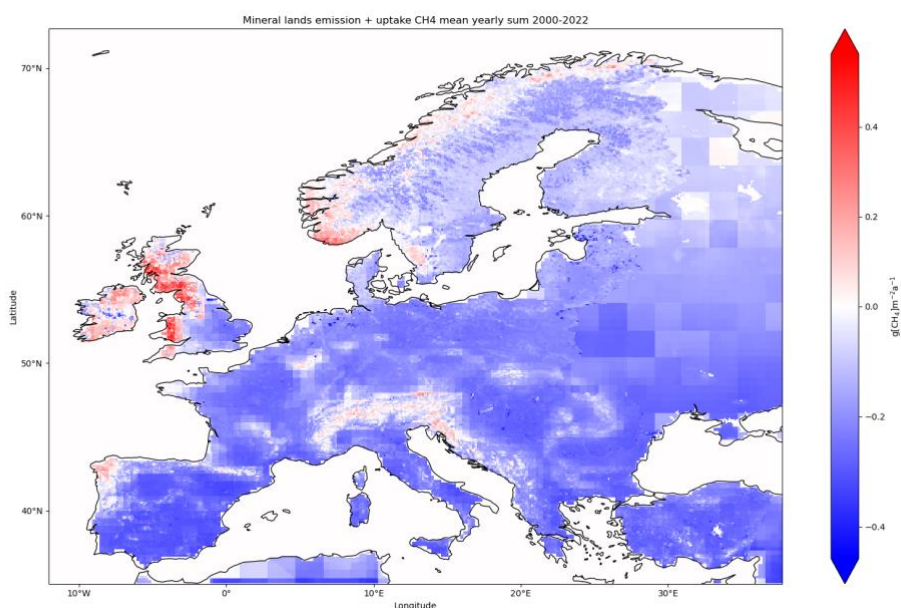 Mineral lands emission + uptake CH4 mean yearly sum 2000-2022
70°N
60°N
50°N
40°N
Latitude
10°W
0°
10°E
20°E
30°E
Longitude
0.4
0.2
0.0
−0.2
−0.4
g[CH₄]m⁻²a⁻¹